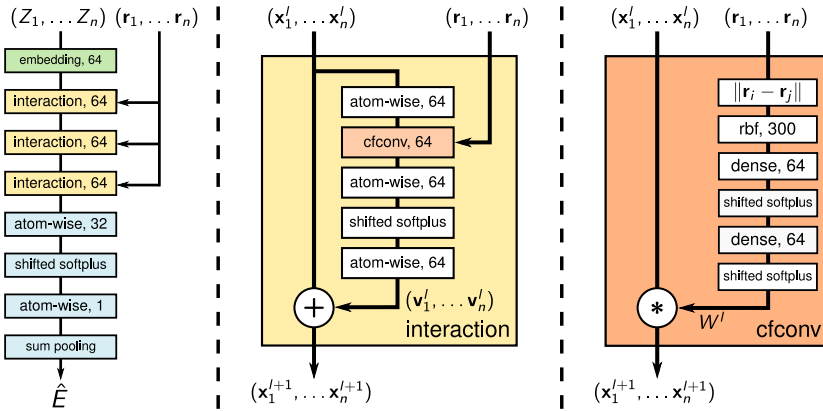 (Z₁, … Zₙ) (𝐫₁, … 𝐫ₙ)
embedding, 64
interaction, 64
interaction, 64
interaction, 64
atom-wise, 32
shifted softplus
atom-wise, 1
sum pooling
Ê
(𝐱₁ˡ, … 𝐱ₙˡ) (𝐫₁, … 𝐫ₙ)
atom-wise, 64
cfconv, 64
atom-wise, 64
shifted softplus
atom-wise, 64
(𝐯₁ˡ, … 𝐯ₙˡ)
+
interaction
(𝐱₁ˡ⁺¹, … 𝐱ₙˡ⁺¹)
(𝐱₁ˡ, … 𝐱ₙˡ) (𝐫₁, … 𝐫ₙ)
‖𝐫ᵢ − 𝐫ⱼ‖
rbf, 300
dense, 64
shifted softplus
dense, 64
shifted softplus
*
Wˡ
cfconv
(𝐱₁ˡ⁺¹, … 𝐱ₙˡ⁺¹)